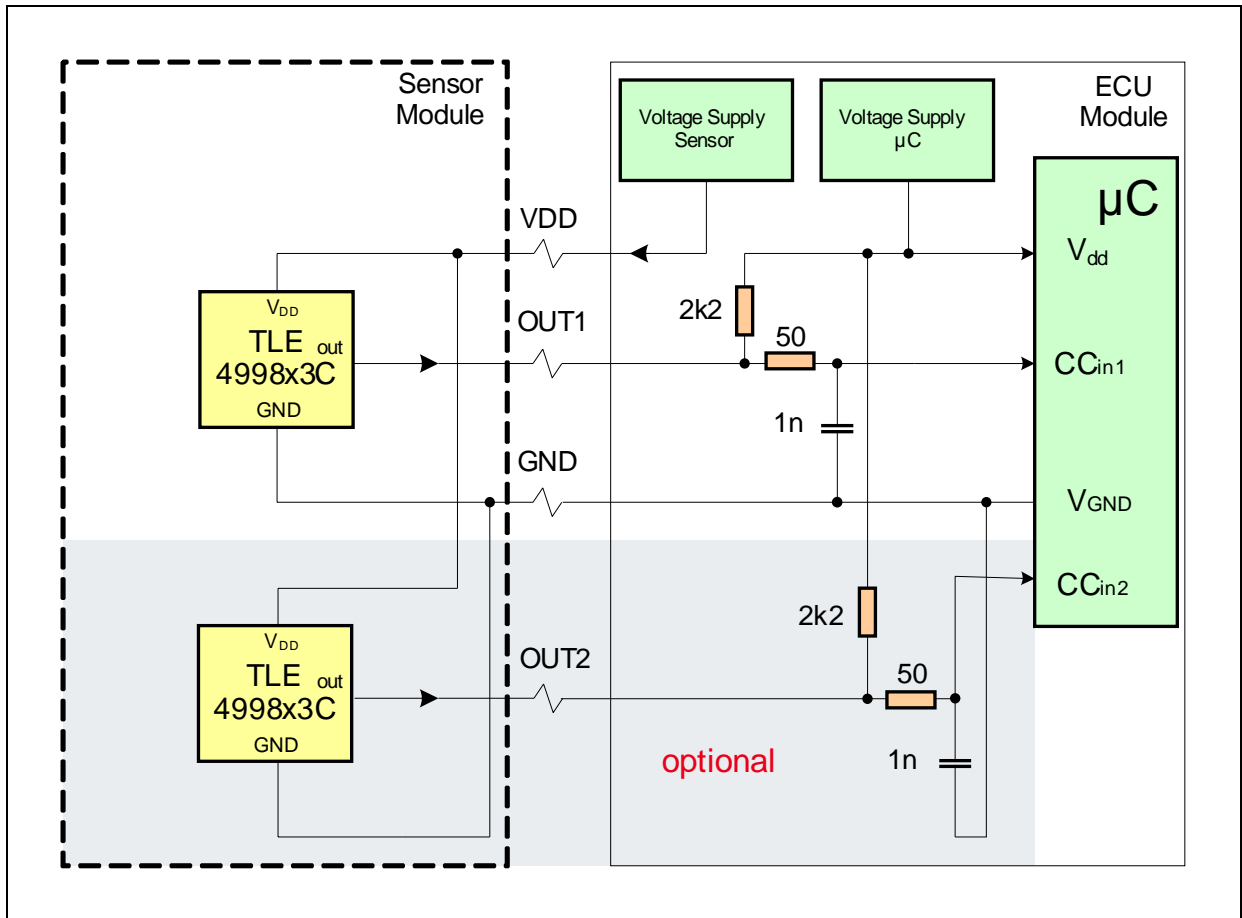 Sensor
Module
Voltage Supply
Sensor
Voltage Supply
µC
ECU
Module
µC
VDD
Vdd
VDD
TLE out
4998x3C
GND
OUT1
2k2
50
CCin1
1n
GND
VGND
CCin2
2k2
VDD
TLE out
4998x3C
GND
OUT2
50
1n
optional